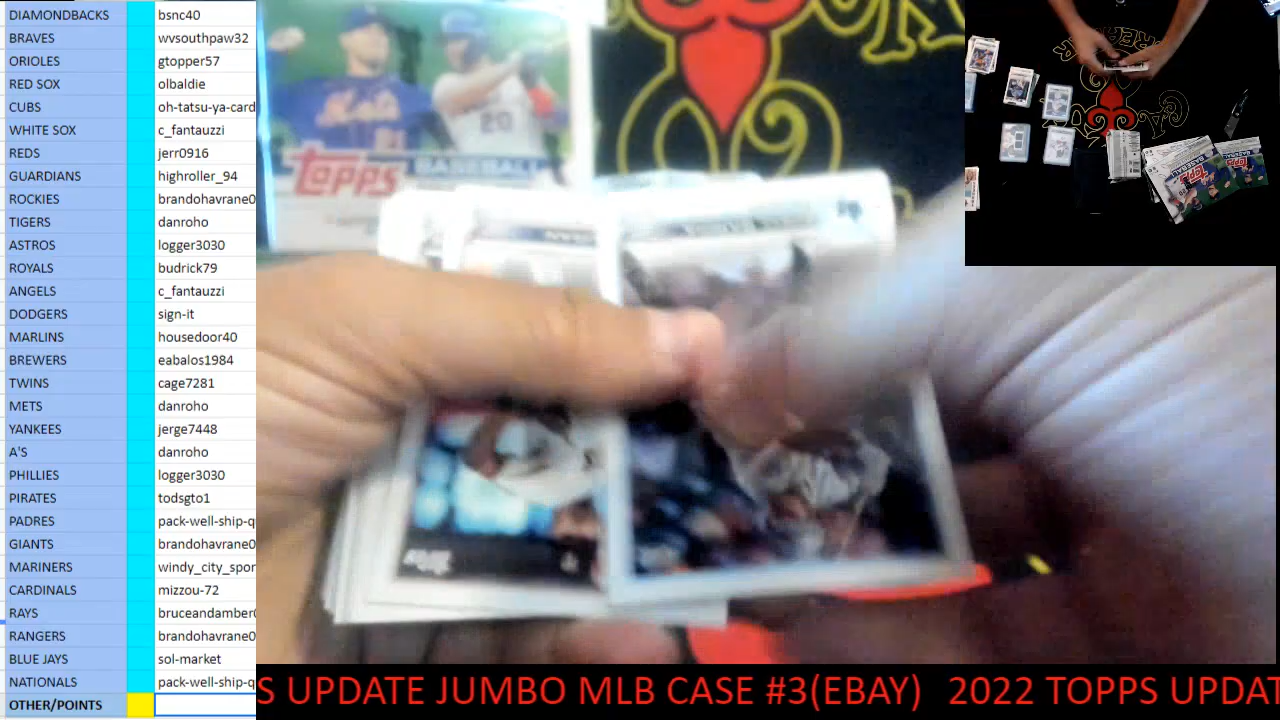 DIAMONDBACKS bsnc40
BRAVES wvsouthpaw32
ORIOLES gtopper57
RED SOX olbaldie
CUBS oh-tatsu-ya-card
WHITE SOX c_fantauzzi
REDS jerr0916
GUARDIANS highroller_94
ROCKIES brandohavrane0
TIGERS danroho
ASTROS logger3030
ROYALS budrick79
ANGELS c_fantauzzi
DODGERS sign-it
MARLINS housedoor40
BREWERS eabalos1984
TWINS cage7281
METS danroho
YANKEES jerge7448
A'S danroho
PHILLIES logger3030
PIRATES todsgto1
PADRES pack-well-ship-q
GIANTS brandohavrane0
MARINERS windy_city_spor
CARDINALS mizzou-72
RAYS bruceandamber0
RANGERS brandohavrane0
BLUE JAYS sol-market
NATIONALS pack-well-ship-q
OTHER/POINTS
20
Topps BASEBALL
S UPDATE JUMBO MLB CASE #3(EBAY) 2022 TOPPS UPDAT